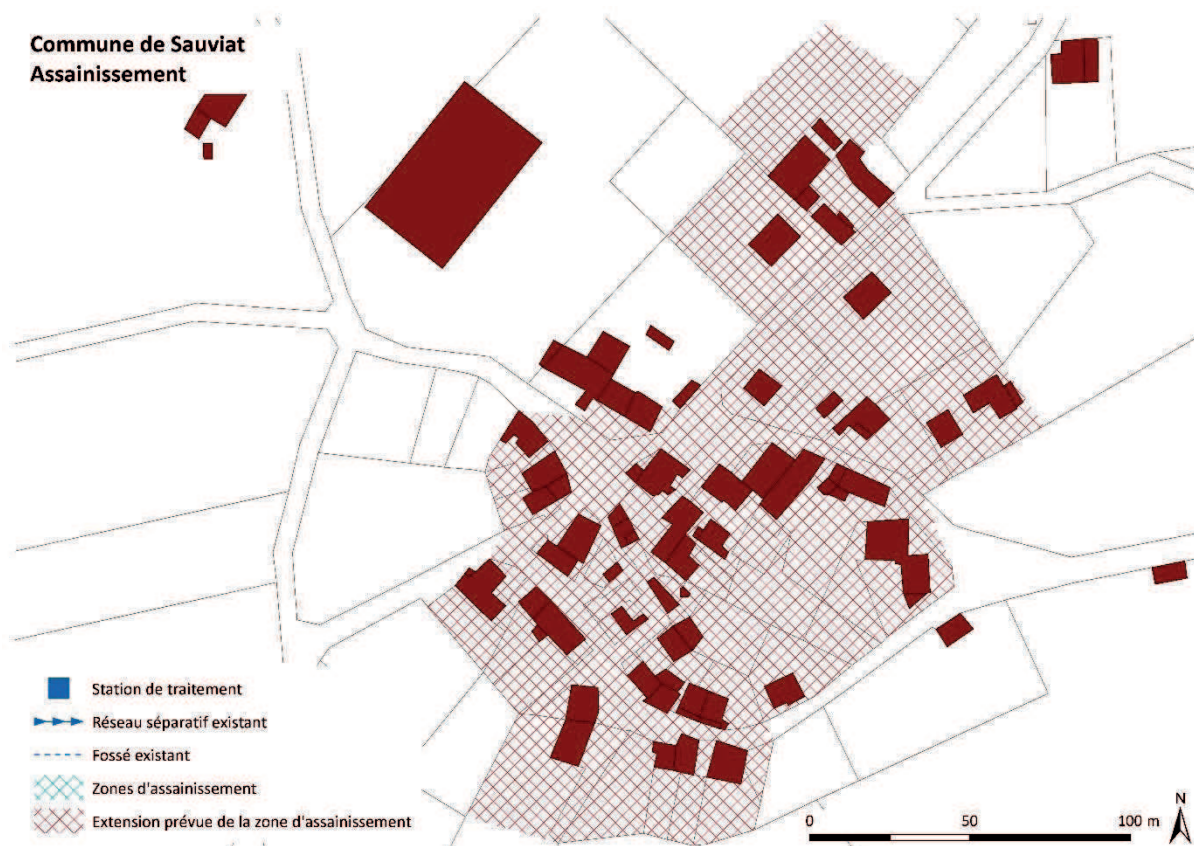 Commune de Sauviat
Assainissement
Station de traitement
Réseau séparatif existant
Fossé existant
Zones d'assainissement
Extension prévue de la zone d'assainissement
0 50 100 m
N